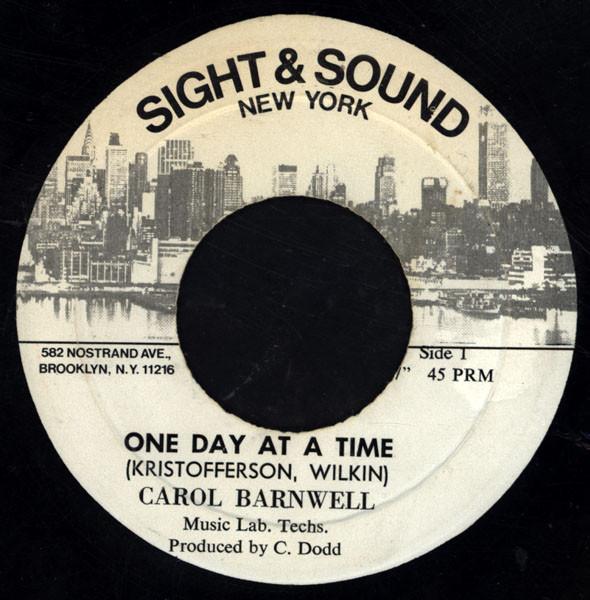 SIGHT & SOUND
NEW YORK
582 NOSTRAND AVE.,
BROOKLYN, N.Y. 11216
Side 1
7" 45 PRM
ONE DAY AT A TIME
(KRISTOFFERSON, WILKIN)
CAROL BARNWELL
Music Lab. Techs.
Produced by C. Dodd